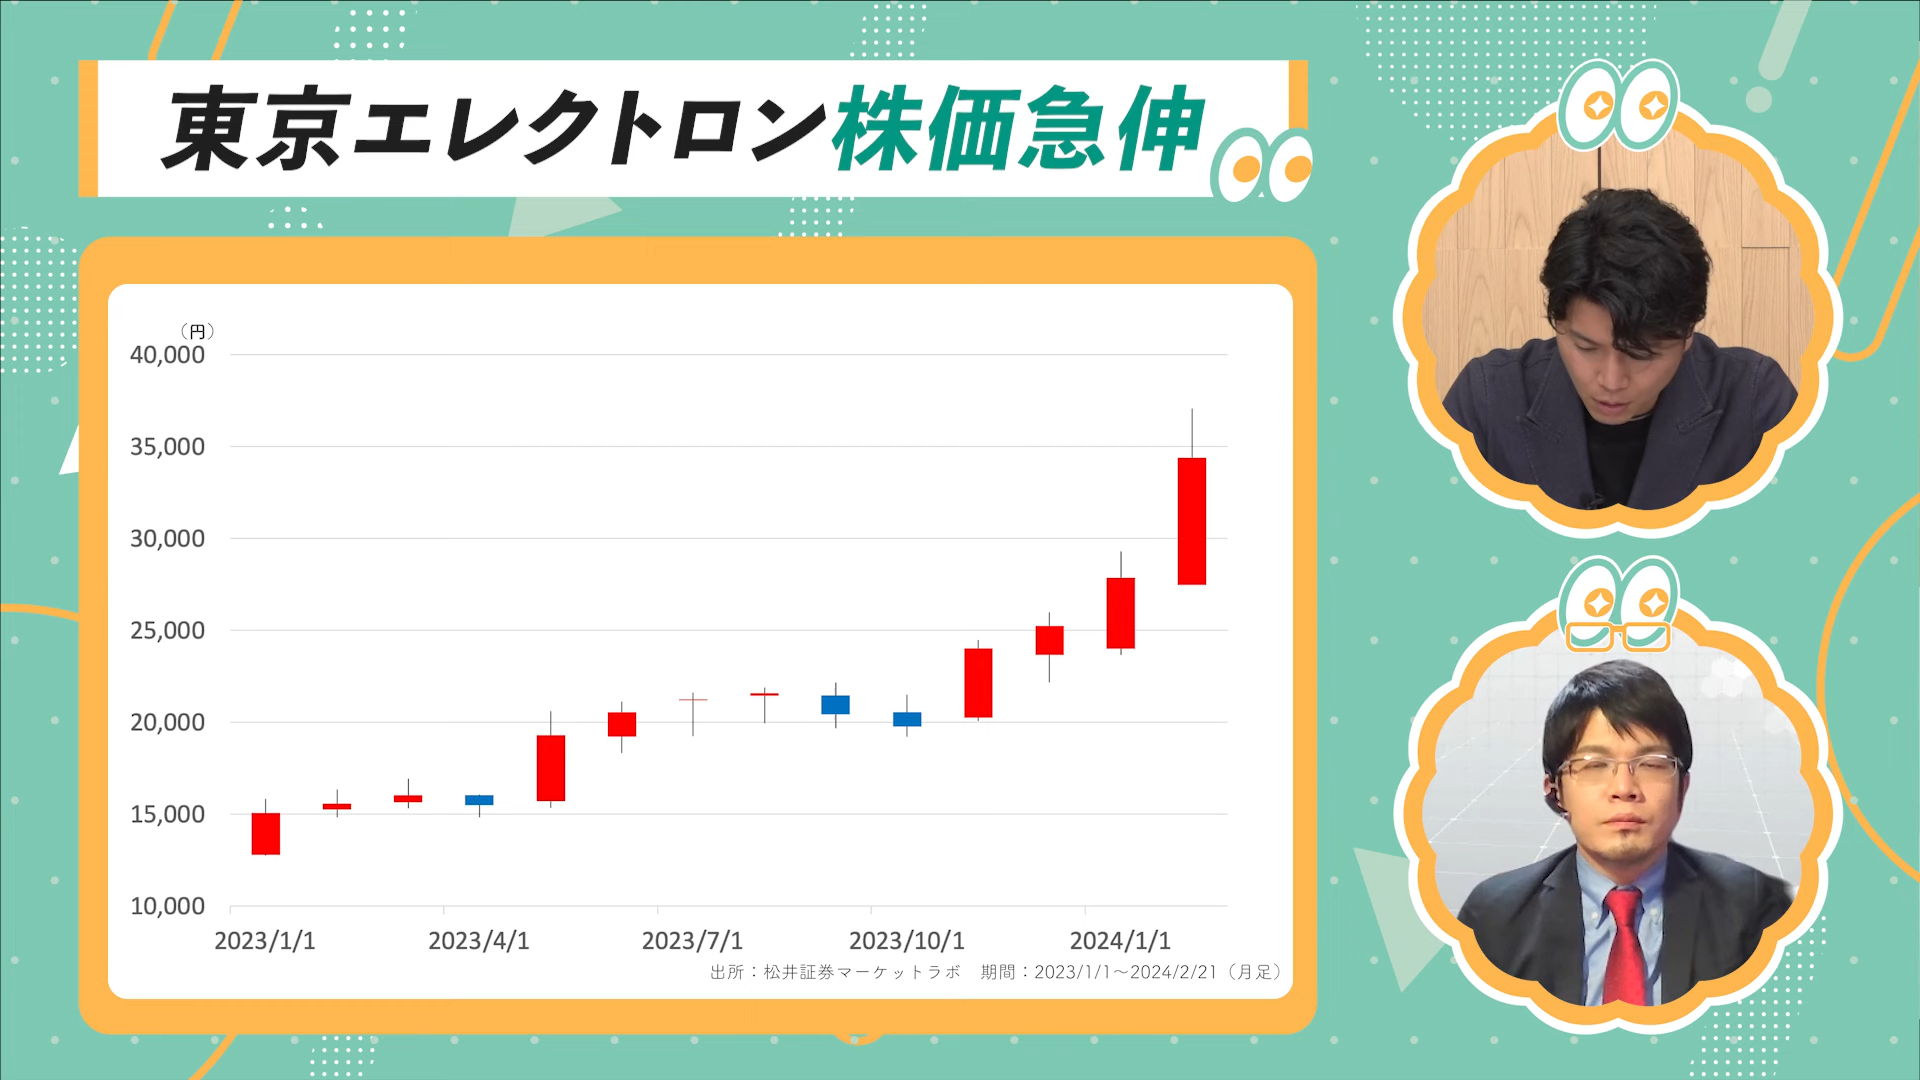 東京エレクトロン株価急伸
(円)
40,000
35,000
30,000
25,000
20,000
15,000
10,000
2023/1/1 2023/4/1 2023/7/1 2023/10/1 2024/1/1
出所：松井証券マーケットラボ　期間：2023/1/1～2024/2/21（月足）